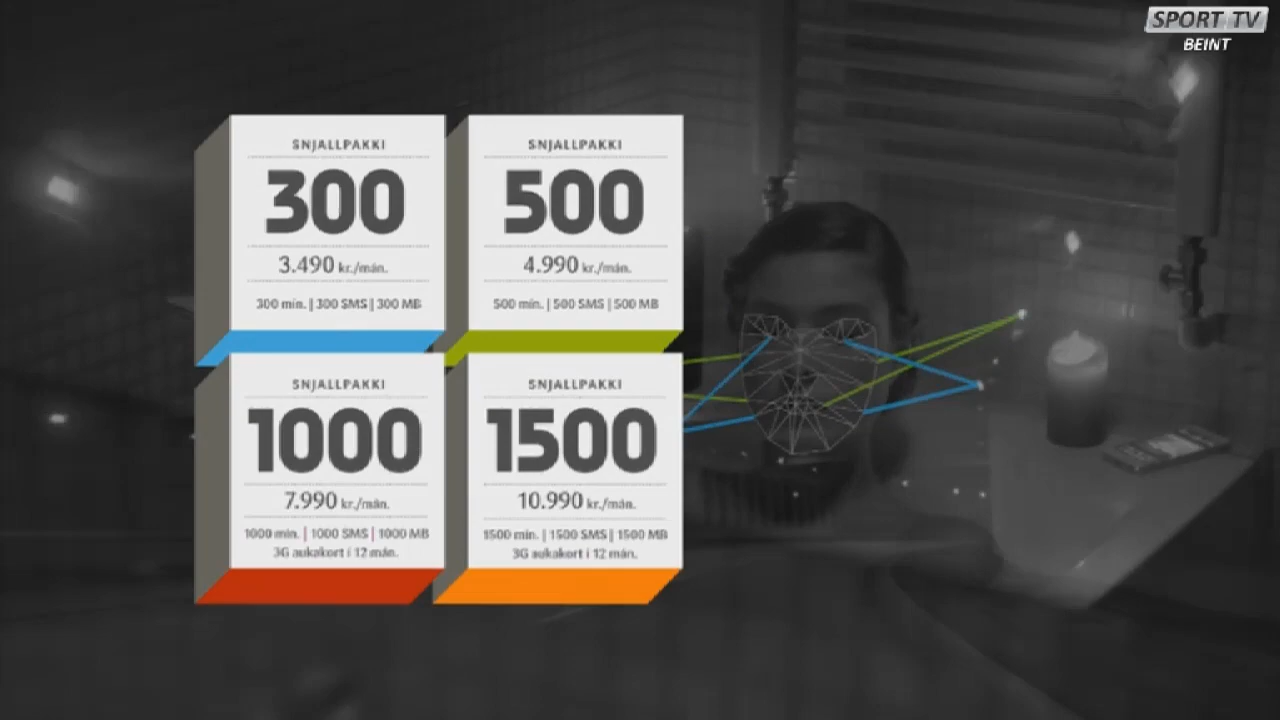 SPORT TV
BEINT
SNJALLPAKKI
300
3.490 kr./mán.
300 mín. | 300 SMS | 300 MB
SNJALLPAKKI
500
4.990 kr./mán.
500 mín. | 500 SMS | 500 MB
SNJALLPAKKI
1000
7.990 kr./mán.
1000 mín. | 1000 SMS | 1000 MB
3G aukakort í 12 mán.
SNJALLPAKKI
1500
10.990 kr./mán.
1500 mín. | 1500 SMS | 1500 MB
3G aukakort í 12 mán.